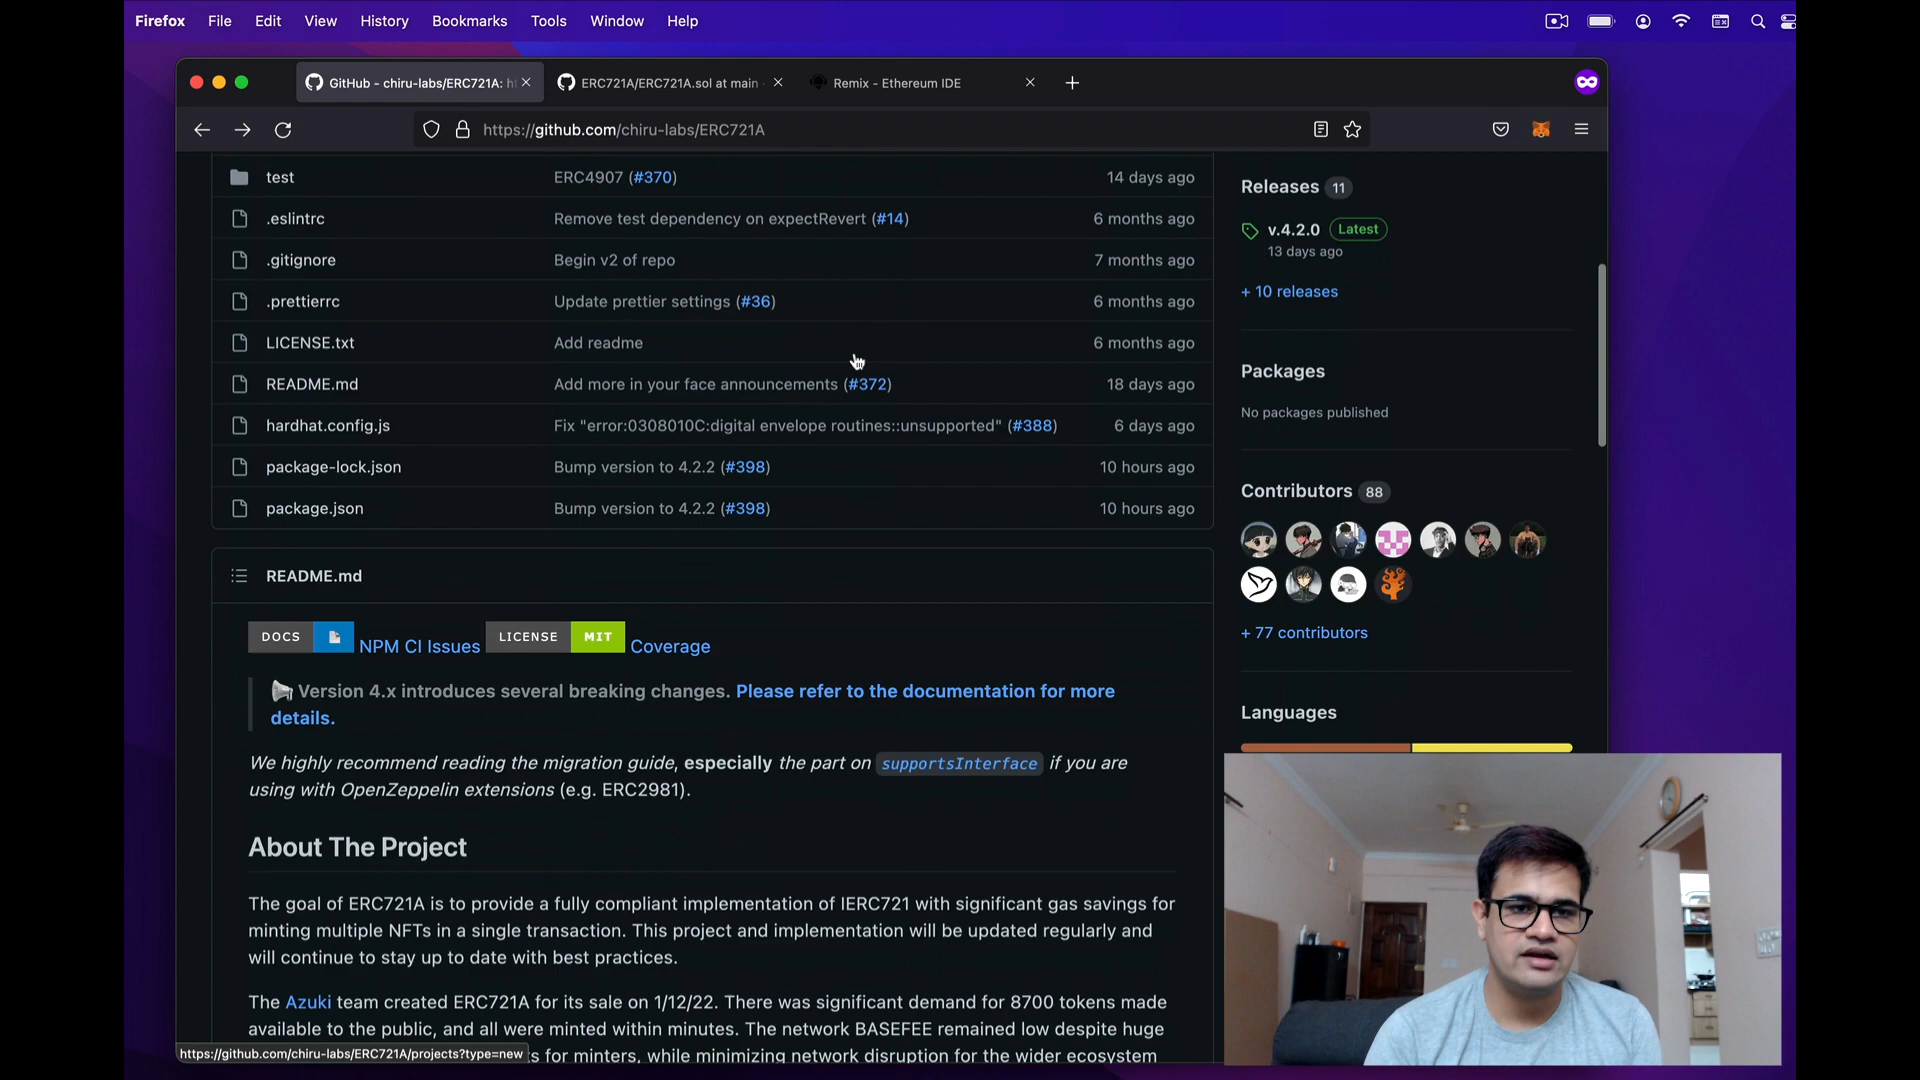 Firefox File Edit View History Bookmarks Tools Window Help
GitHub - chiru-labs/ERC721A: ht
ERC721A/ERC721A.sol at main ·
Remix - Ethereum IDE
https://github.com/chiru-labs/ERC721A
test ERC4907 (#370) 14 days ago
.eslintrc Remove test dependency on expectRevert (#14) 6 months ago
.gitignore Begin v2 of repo 7 months ago
.prettierrc Update prettier settings (#36) 6 months ago
LICENSE.txt Add readme 6 months ago
README.md Add more in your face announcements (#372) 18 days ago
hardhat.config.js Fix "error:0308010C:digital envelope routines::unsupported" (#388) 6 days ago
package-lock.json Bump version to 4.2.2 (#398) 10 hours ago
package.json Bump version to 4.2.2 (#398) 10 hours ago
README.md
DOCS NPM CI Issues LICENSE MIT Coverage
Version 4.x introduces several breaking changes. Please refer to the documentation for more
details.
We highly recommend reading the migration guide, especially the part on supportsInterface if you are
using with OpenZeppelin extensions (e.g. ERC2981).
About The Project
The goal of ERC721A is to provide a fully compliant implementation of IERC721 with significant gas savings for
minting multiple NFTs in a single transaction. This project and implementation will be updated regularly and
will continue to stay up to date with best practices.
The Azuki team created ERC721A for its sale on 1/12/22. There was significant demand for 8700 tokens made
available to the public, and all were minted within minutes. The network BASEFEE remained low despite huge
s for minters, while minimizing network disruption for the wider ecosystem
https://github.com/chiru-labs/ERC721A/projects?type=new
Releases 11
v.4.2.0 Latest
13 days ago
+ 10 releases
Packages
No packages published
Contributors 88
+ 77 contributors
Languages